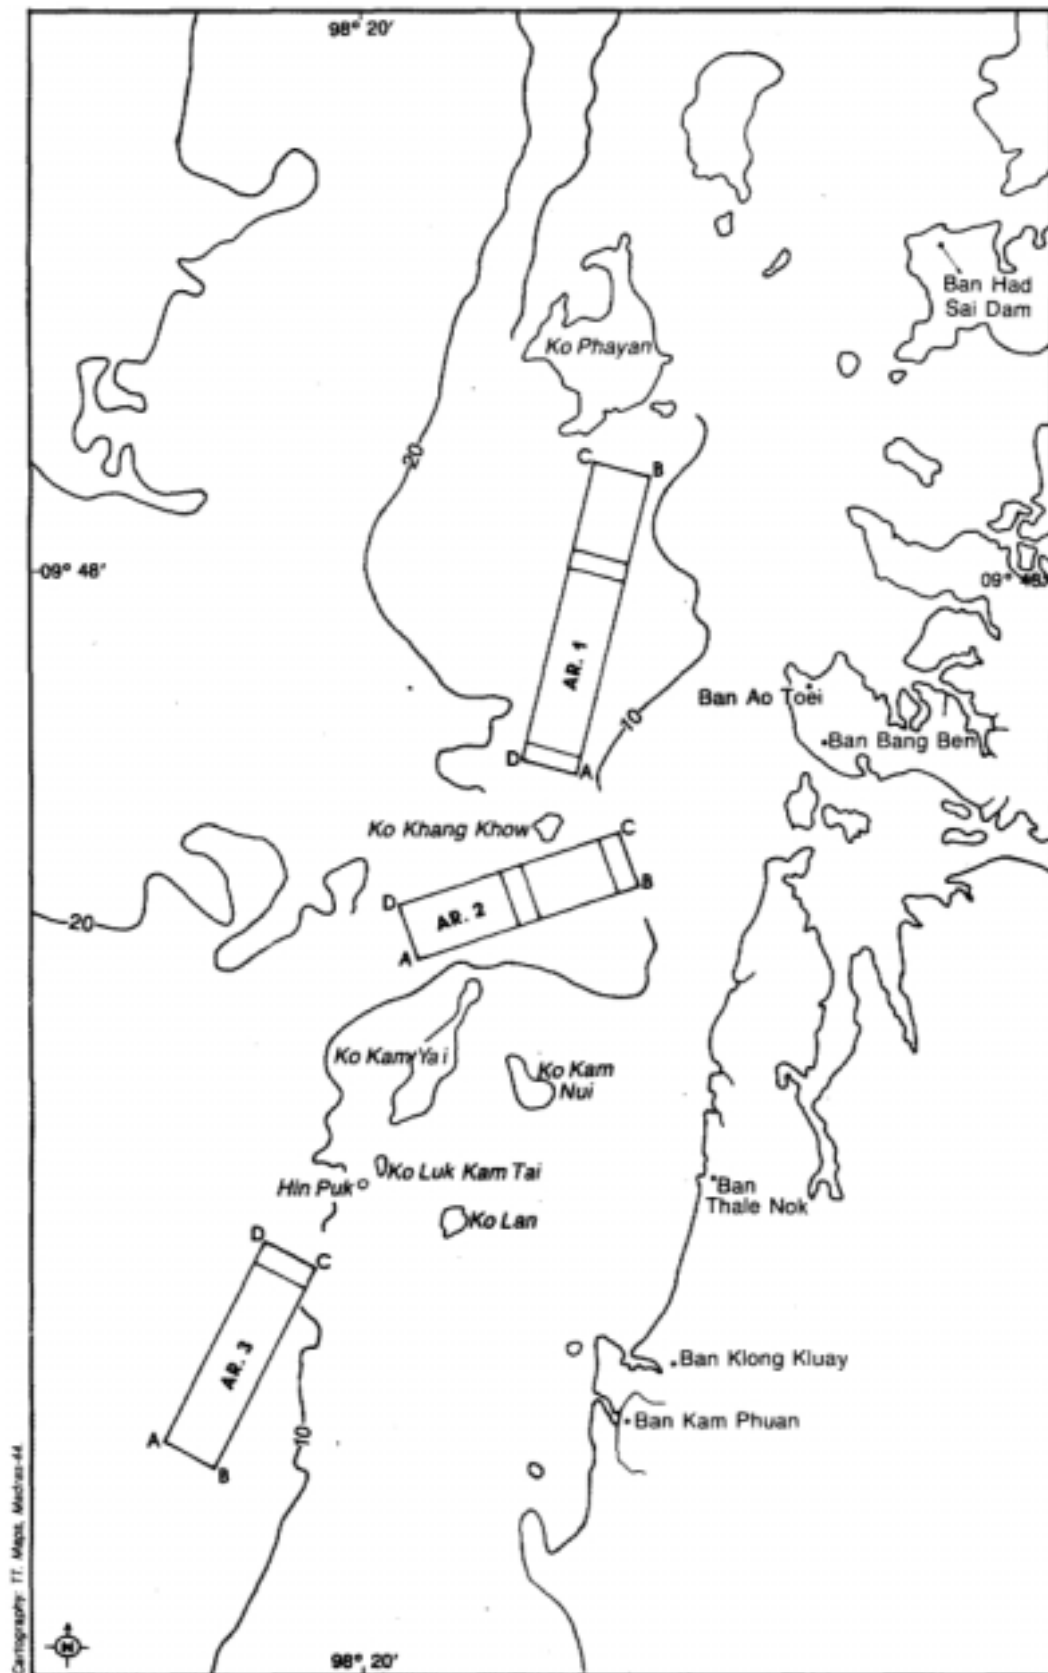 98° 20'
Ban Had
Sai Dam
Ko Phayan
20
C
B
09° 48'
09° 48'
AR. 1
Ban Ao Toei
10
Ban Bang Ben
D
A
Ko Khang Khow
C
D
B
AR. 2
20
A
Ko Kam Yai
Ko Kam
Nui
Ko Luk Kam Tai
Hin Puk
Ban
Thale Nok
Ko Lan
D
C
AR. 3
Ban Klong Kluay
Ban Kam Phuan
A
10
B
Cartography: TT. Maps, Madras-44.
N
98° 20'